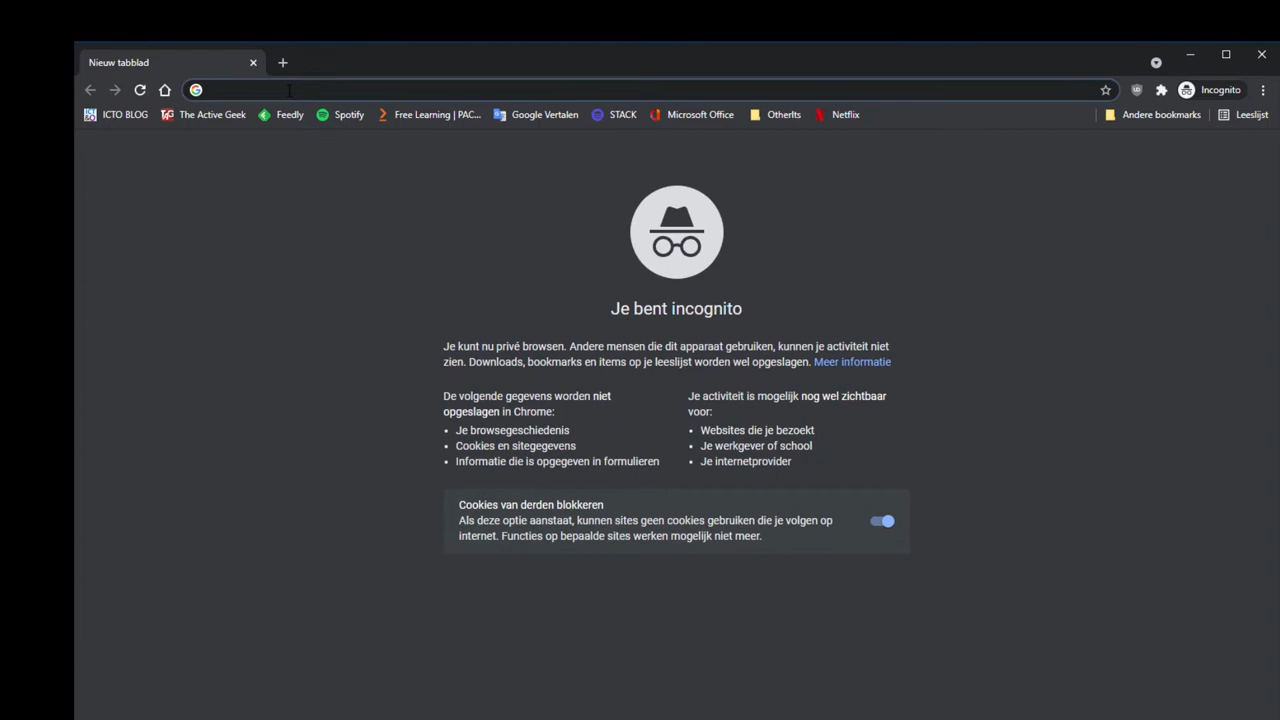 Nieuw tabblad
Incognito
ICTO BLOG The Active Geek Feedly Spotify Free Learning | PAC... Google Vertalen STACK Microsoft Office OtherIts Netflix Andere bookmarks Leeslijst
Je bent incognito
Je kunt nu privé browsen. Andere mensen die dit apparaat gebruiken, kunnen je activiteit niet
zien. Downloads, bookmarks en items op je leeslijst worden wel opgeslagen. Meer informatie
De volgende gegevens worden niet
opgeslagen in Chrome:
• Je browsegeschiedenis
• Cookies en sitegegevens
• Informatie die is opgegeven in formulieren
Je activiteit is mogelijk nog wel zichtbaar
voor:
• Websites die je bezoekt
• Je werkgever of school
• Je internetprovider
Cookies van derden blokkeren
Als deze optie aanstaat, kunnen sites geen cookies gebruiken die je volgen op
internet. Functies op bepaalde sites werken mogelijk niet meer.